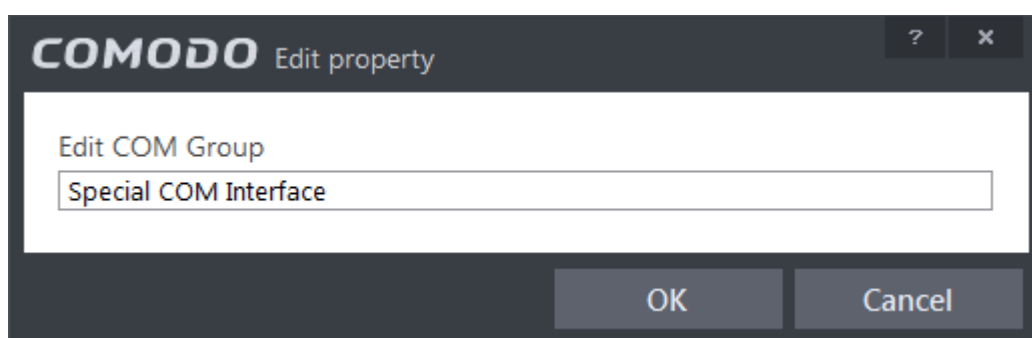 COMODO Edit property ? x
Edit COM Group
Special COM Interface
OK Cancel